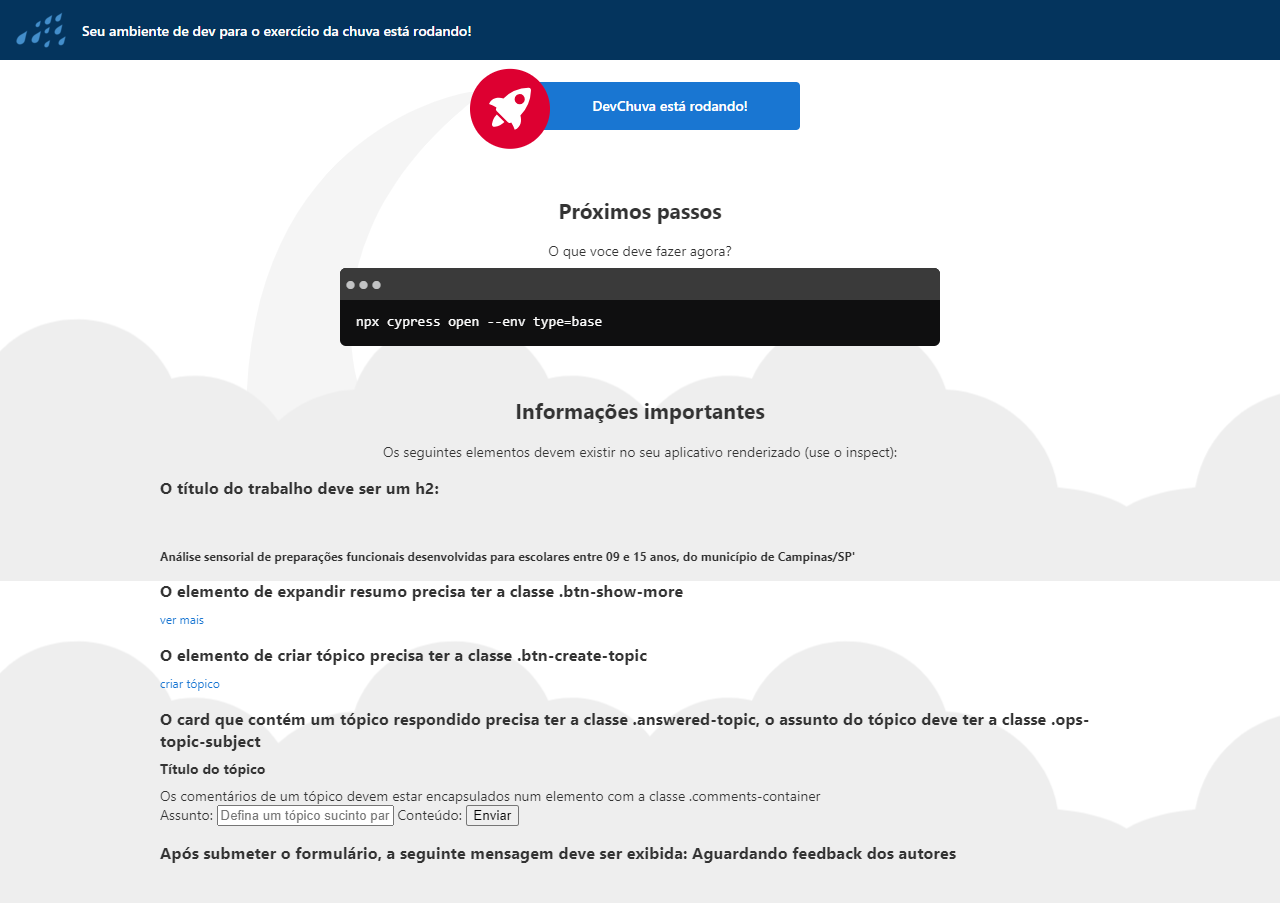 Seu ambiente de dev para o exercício da chuva está rodando!
DevChuva está rodando!
Próximos passos
O que voce deve fazer agora?
npx cypress open --env type=base
Informações importantes
Os seguintes elementos devem existir no seu aplicativo renderizado (use o inspect):
O título do trabalho deve ser um h2:
Análise sensorial de preparações funcionais desenvolvidas para escolares entre 09 e 15 anos, do município de Campinas/SP'
O elemento de expandir resumo precisa ter a classe .btn-show-more
ver mais
O elemento de criar tópico precisa ter a classe .btn-create-topic
criar tópico
O card que contém um tópico respondido precisa ter a classe .answered-topic, o assunto do tópico deve ter a classe .ops-
topic-subject
Título do tópico
Os comentários de um tópico devem estar encapsulados num elemento com a classe .comments-container
Assunto: Defina um tópico sucinto par Conteúdo: Enviar
Após submeter o formulário, a seguinte mensagem deve ser exibida: Aguardando feedback dos autores